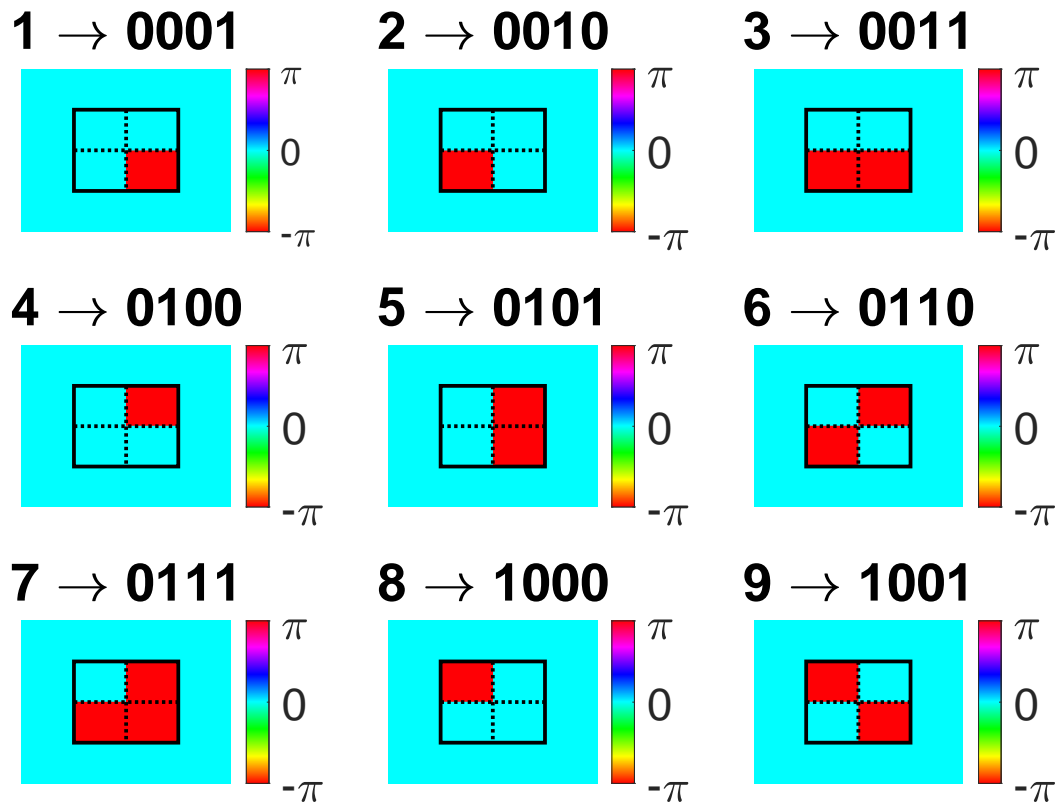 1 → 0001
2 → 0010
3 → 0011
π
0
-π
π
0
-π
π
0
-π
4 → 0100
5 → 0101
6 → 0110
π
0
-π
π
0
-π
π
0
-π
7 → 0111
8 → 1000
9 → 1001
π
0
-π
π
0
-π
π
0
-π